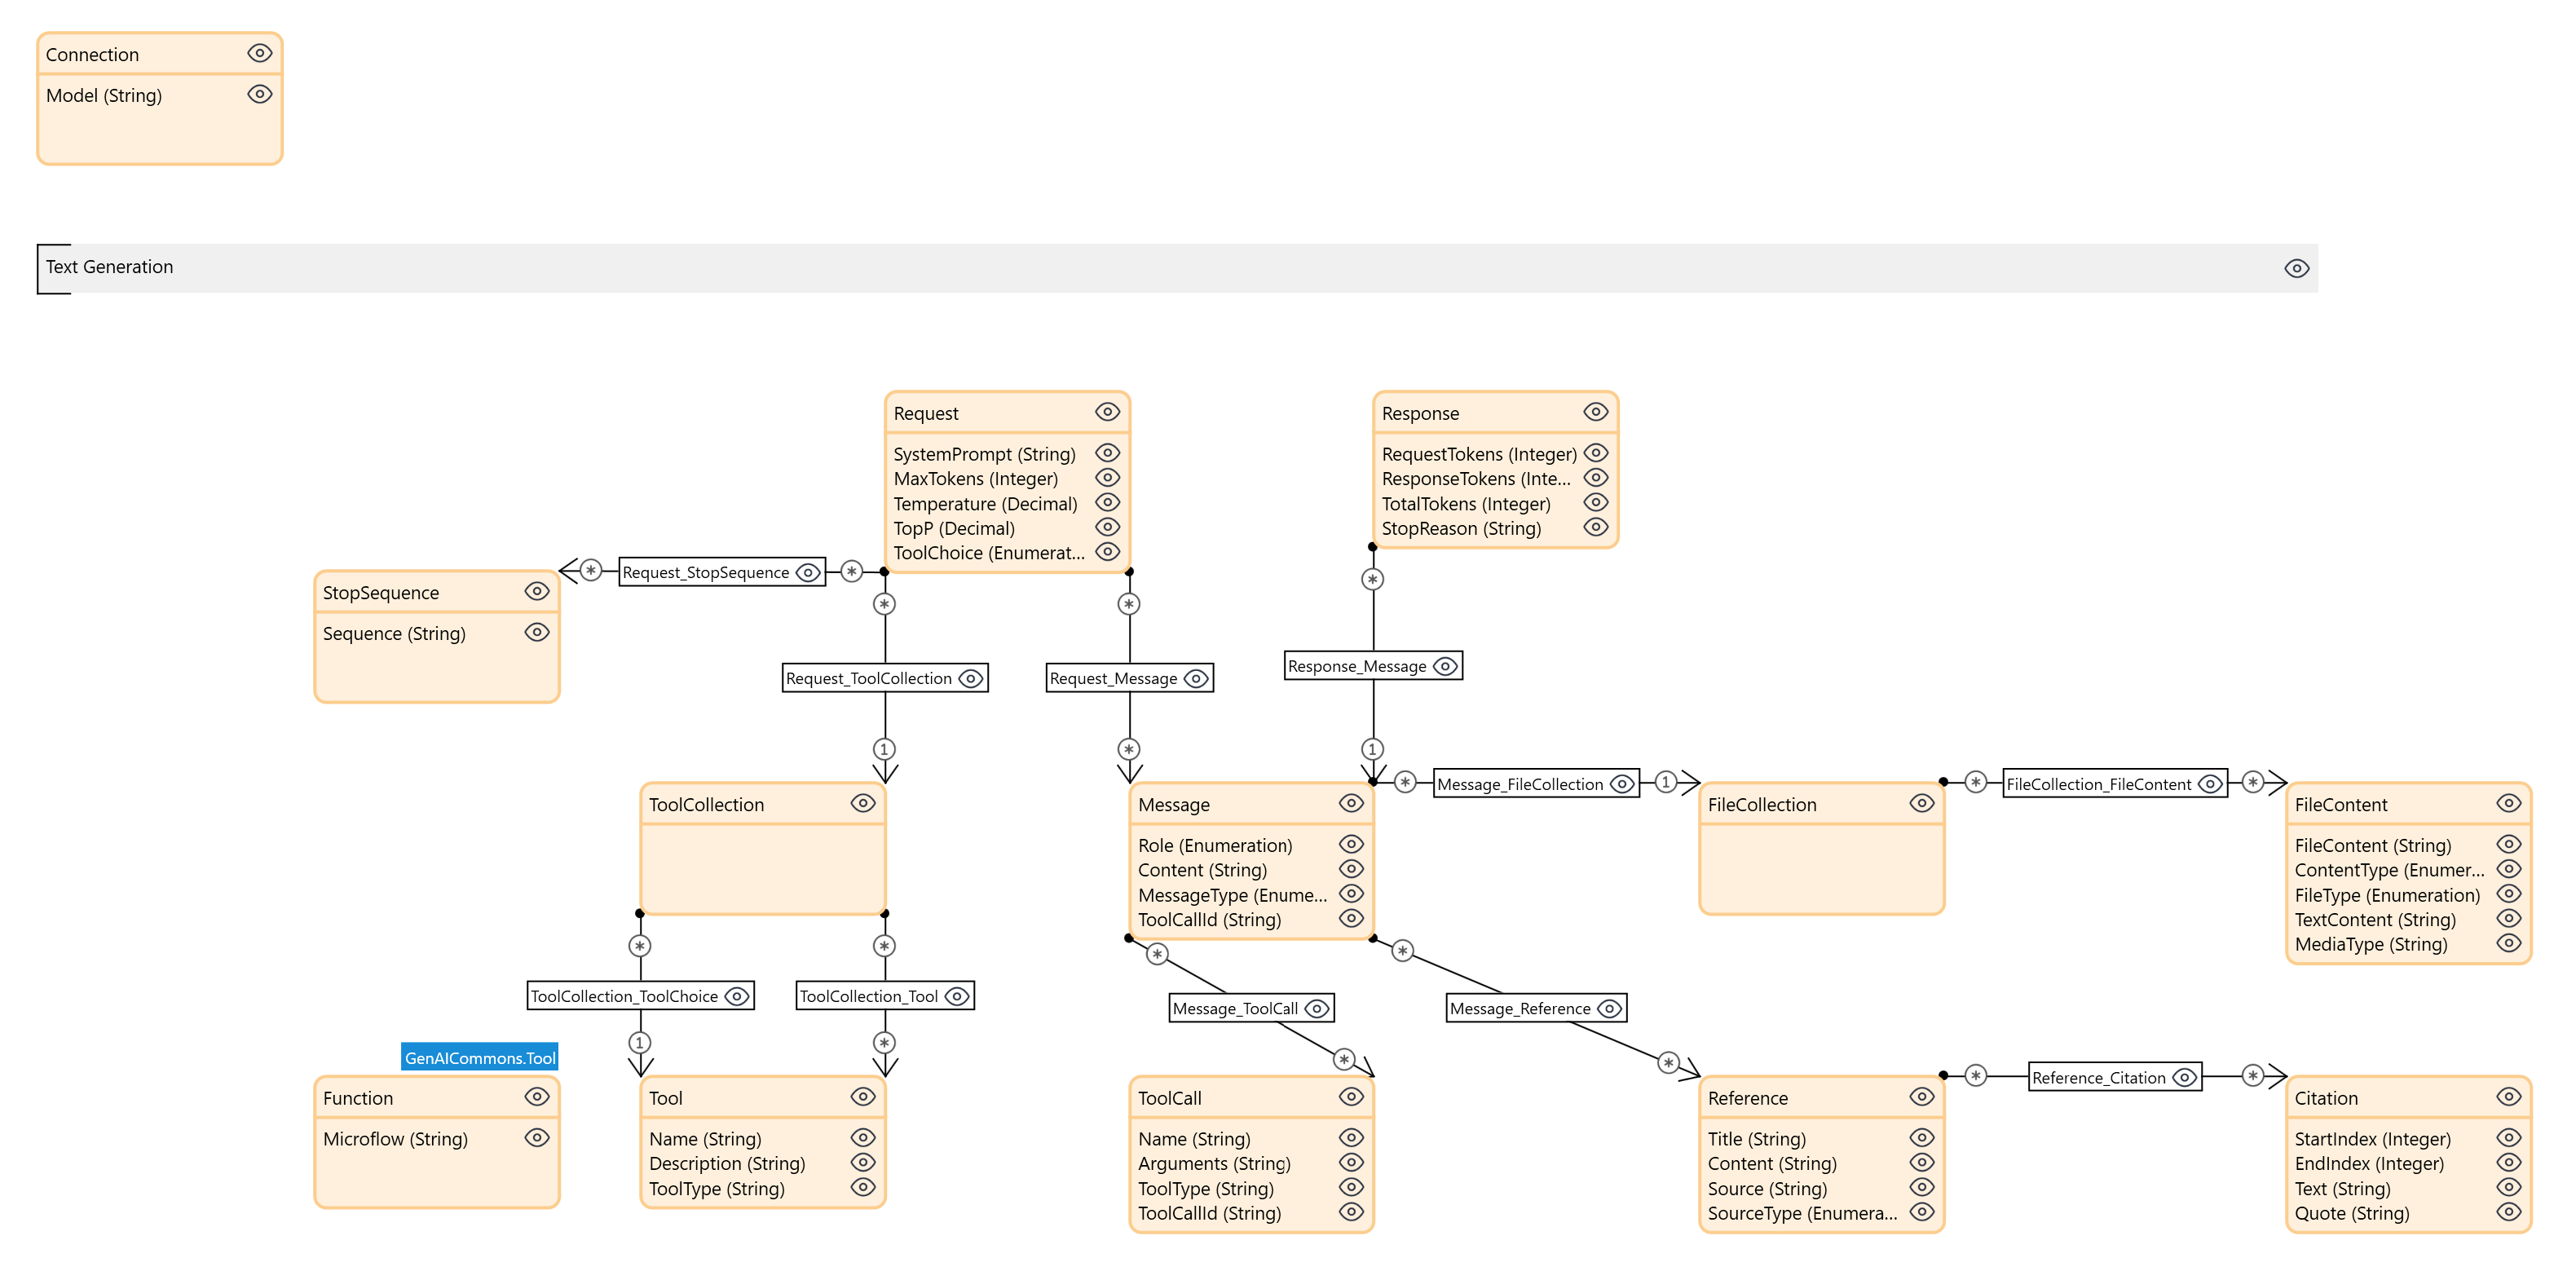 Connection
Model (String)
Text Generation
Request
SystemPrompt (String)
MaxTokens (Integer)
Temperature (Decimal)
TopP (Decimal)
ToolChoice (Enumerat...
Response
RequestTokens (Integer)
ResponseTokens (Inte...
TotalTokens (Integer)
StopReason (String)
* Request_StopSequence *
StopSequence
Sequence (String)
*
Request_ToolCollection
1
*
Request_Message
*
*
Response_Message
1
ToolCollection
Message
Role (Enumeration)
Content (String)
MessageType (Enume...
ToolCallId (String)
* Message_FileCollection 1
FileCollection
* FileCollection_FileContent *
FileContent
FileContent (String)
ContentType (Enumer...
FileType (Enumeration)
TextContent (String)
MediaType (String)
*
ToolCollection_ToolChoice
1
*
ToolCollection_Tool
*
*
Message_ToolCall
*
*
Message_Reference
*
GenAICommons.Tool
Function
Microflow (String)
Tool
Name (String)
Description (String)
ToolType (String)
ToolCall
Name (String)
Arguments (String)
ToolType (String)
ToolCallId (String)
Reference
Title (String)
Content (String)
Source (String)
SourceType (Enumera...
* Reference_Citation *
Citation
StartIndex (Integer)
EndIndex (Integer)
Text (String)
Quote (String)